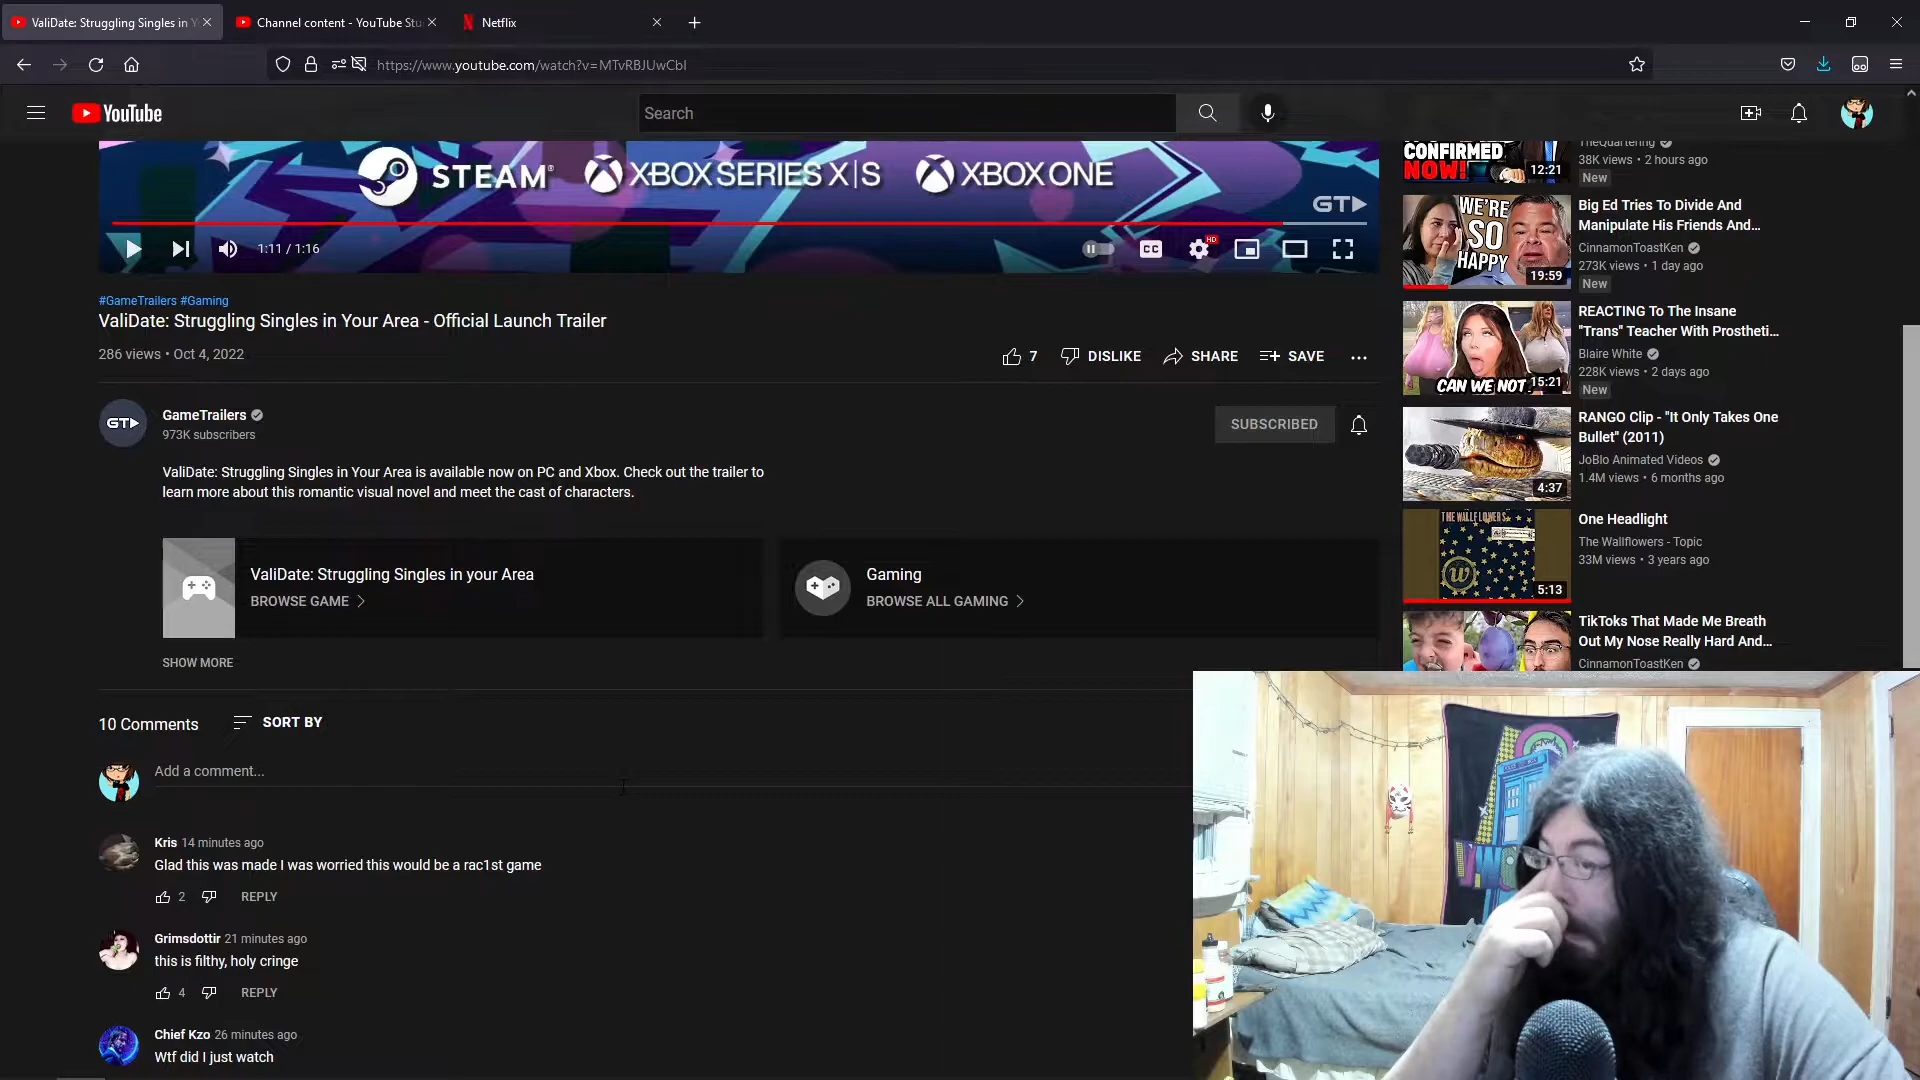 ValiDate: Struggling Singles in Y
Channel content - YouTube Stu
Netflix
https://www.youtube.com/watch?v=MTvRBJUwCbI
YouTube
Search
STEAM®
XBOX SERIES X|S
XBOX ONE
GT
1:11 / 1:16
CC
HD
#GameTrailers #Gaming
ValiDate: Struggling Singles in Your Area - Official Launch Trailer
286 views • Oct 4, 2022
7
DISLIKE
SHARE
SAVE
GT
GameTrailers
973K subscribers
SUBSCRIBED
ValiDate: Struggling Singles in Your Area is available now on PC and Xbox. Check out the trailer to
learn more about this romantic visual novel and meet the cast of characters.
ValiDate: Struggling Singles in your Area
BROWSE GAME
Gaming
BROWSE ALL GAMING
SHOW MORE
10 Comments
SORT BY
Add a comment...
Kris 14 minutes ago
Glad this was made I was worried this would be a rac1st game
2
REPLY
Grimsdottir 21 minutes ago
this is filthy, holy cringe
4
REPLY
Chief Kzo 26 minutes ago
Wtf did I just watch
CONFIRMED
NOW!
12:21
TheQuartering
38K views • 2 hours ago
New
WE'RE
SO
HAPPY
19:59
Big Ed Tries To Divide And
Manipulate His Friends And...
CinnamonToastKen
273K views • 1 day ago
New
CAN WE NOT
15:21
REACTING To The Insane
"Trans" Teacher With Prostheti...
Blaire White
228K views • 2 days ago
New
4:37
RANGO Clip - "It Only Takes One
Bullet" (2011)
JoBlo Animated Videos
1.4M views • 6 months ago
THE WALLFLOWERS
w
5:13
One Headlight
The Wallflowers - Topic
33M views • 3 years ago
TikToks That Made Me Breath
Out My Nose Really Hard And...
CinnamonToastKen